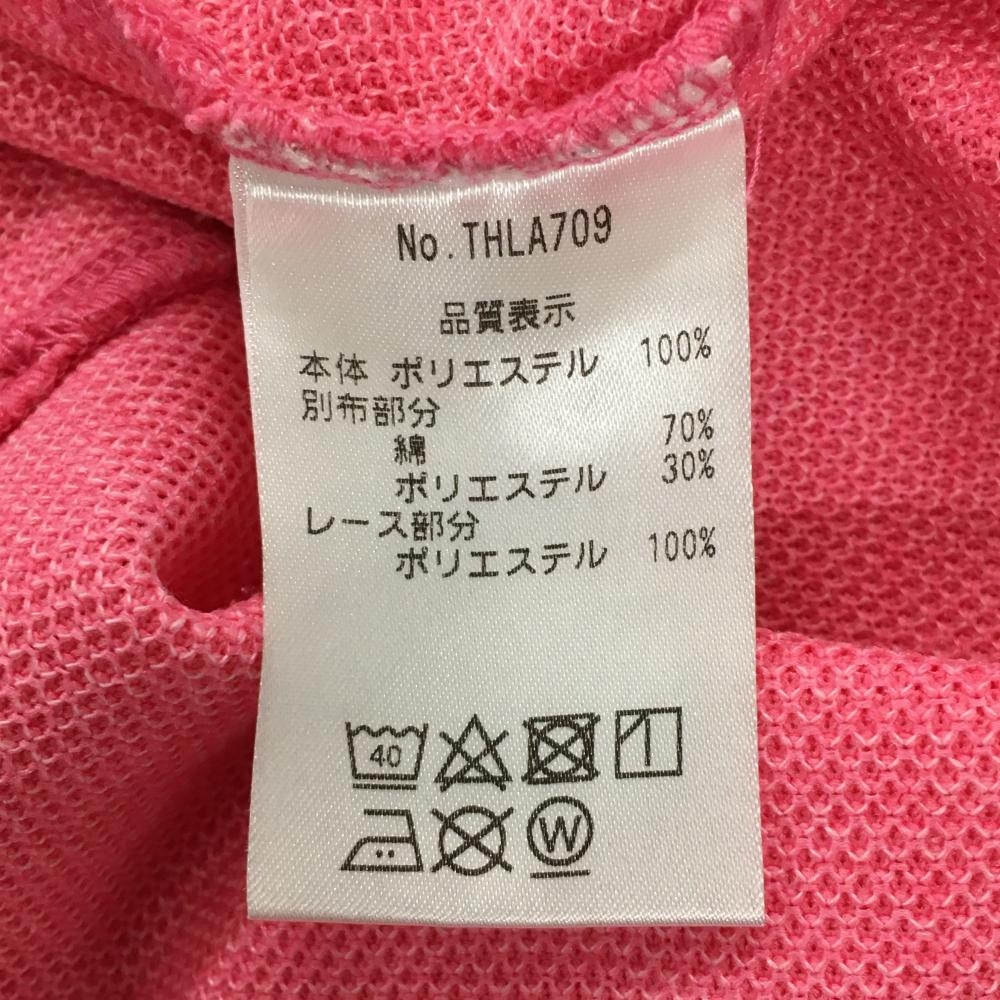 No.THLA709
品質表示
本体 ポリエステル 100%
別布部分
綿 70%
ポリエステル 30%
レース部分
ポリエステル 100%
40
W